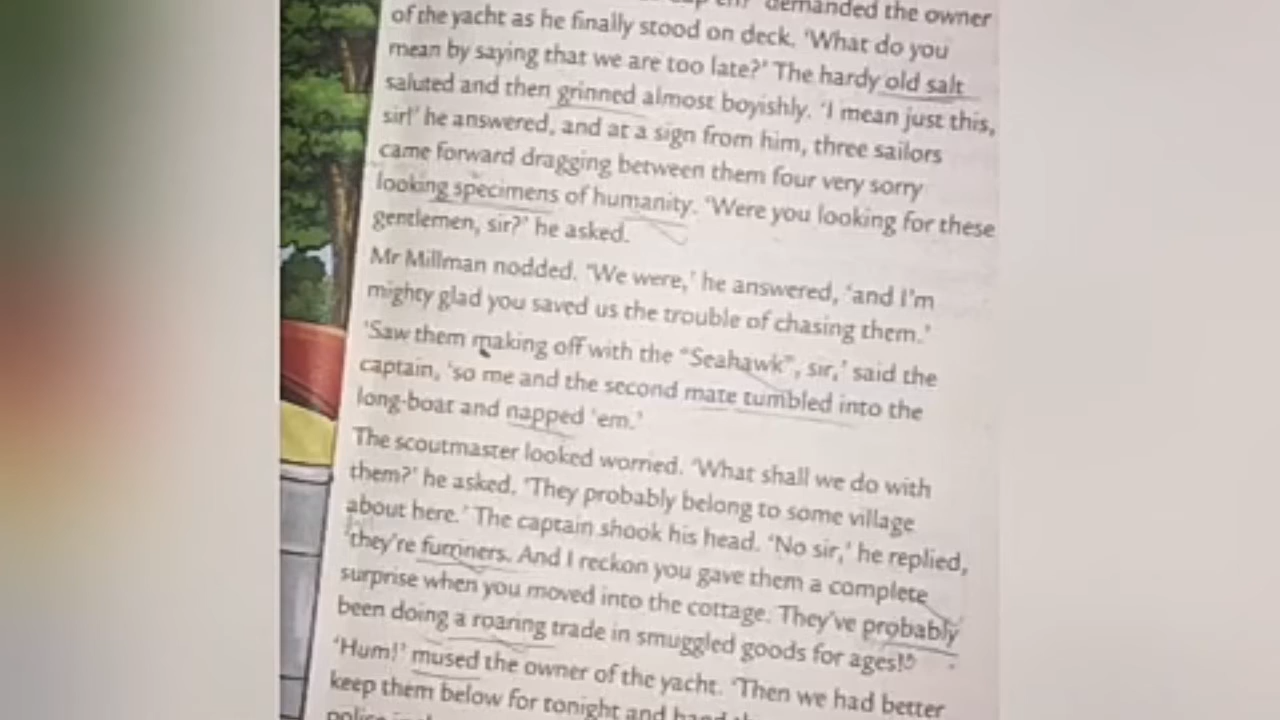 demanded the owner
of the yacht as he finally stood on deck. 'What do you
mean by saying that we are too late?' The hardy old salt
saluted and then grinned almost boyishly. 'I mean just this,
sir!' he answered, and at a sign from him, three sailors
came forward dragging between them four very sorry
looking specimens of humanity. 'Were you looking for these
gentlemen, sir?' he asked.
Mr Millman nodded. 'We were,' he answered, 'and I'm
mighty glad you saved us the trouble of chasing them.'
'Saw them making off with the "Seahawk", sir,' said the
captain, 'so me and the second mate tumbled into the
long-boat and napped 'em.'
The scoutmaster looked worried. 'What shall we do with
them?' he asked. 'They probably belong to some village
about here.' The captain shook his head. 'No sir,' he replied,
'they're furriners. And I reckon you gave them a complete
surprise when you moved into the cottage. They've probably
been doing a roaring trade in smuggled goods for ages!'
'Hum!' mused the owner of the yacht. 'Then we had better
keep them below for tonight and hand
police